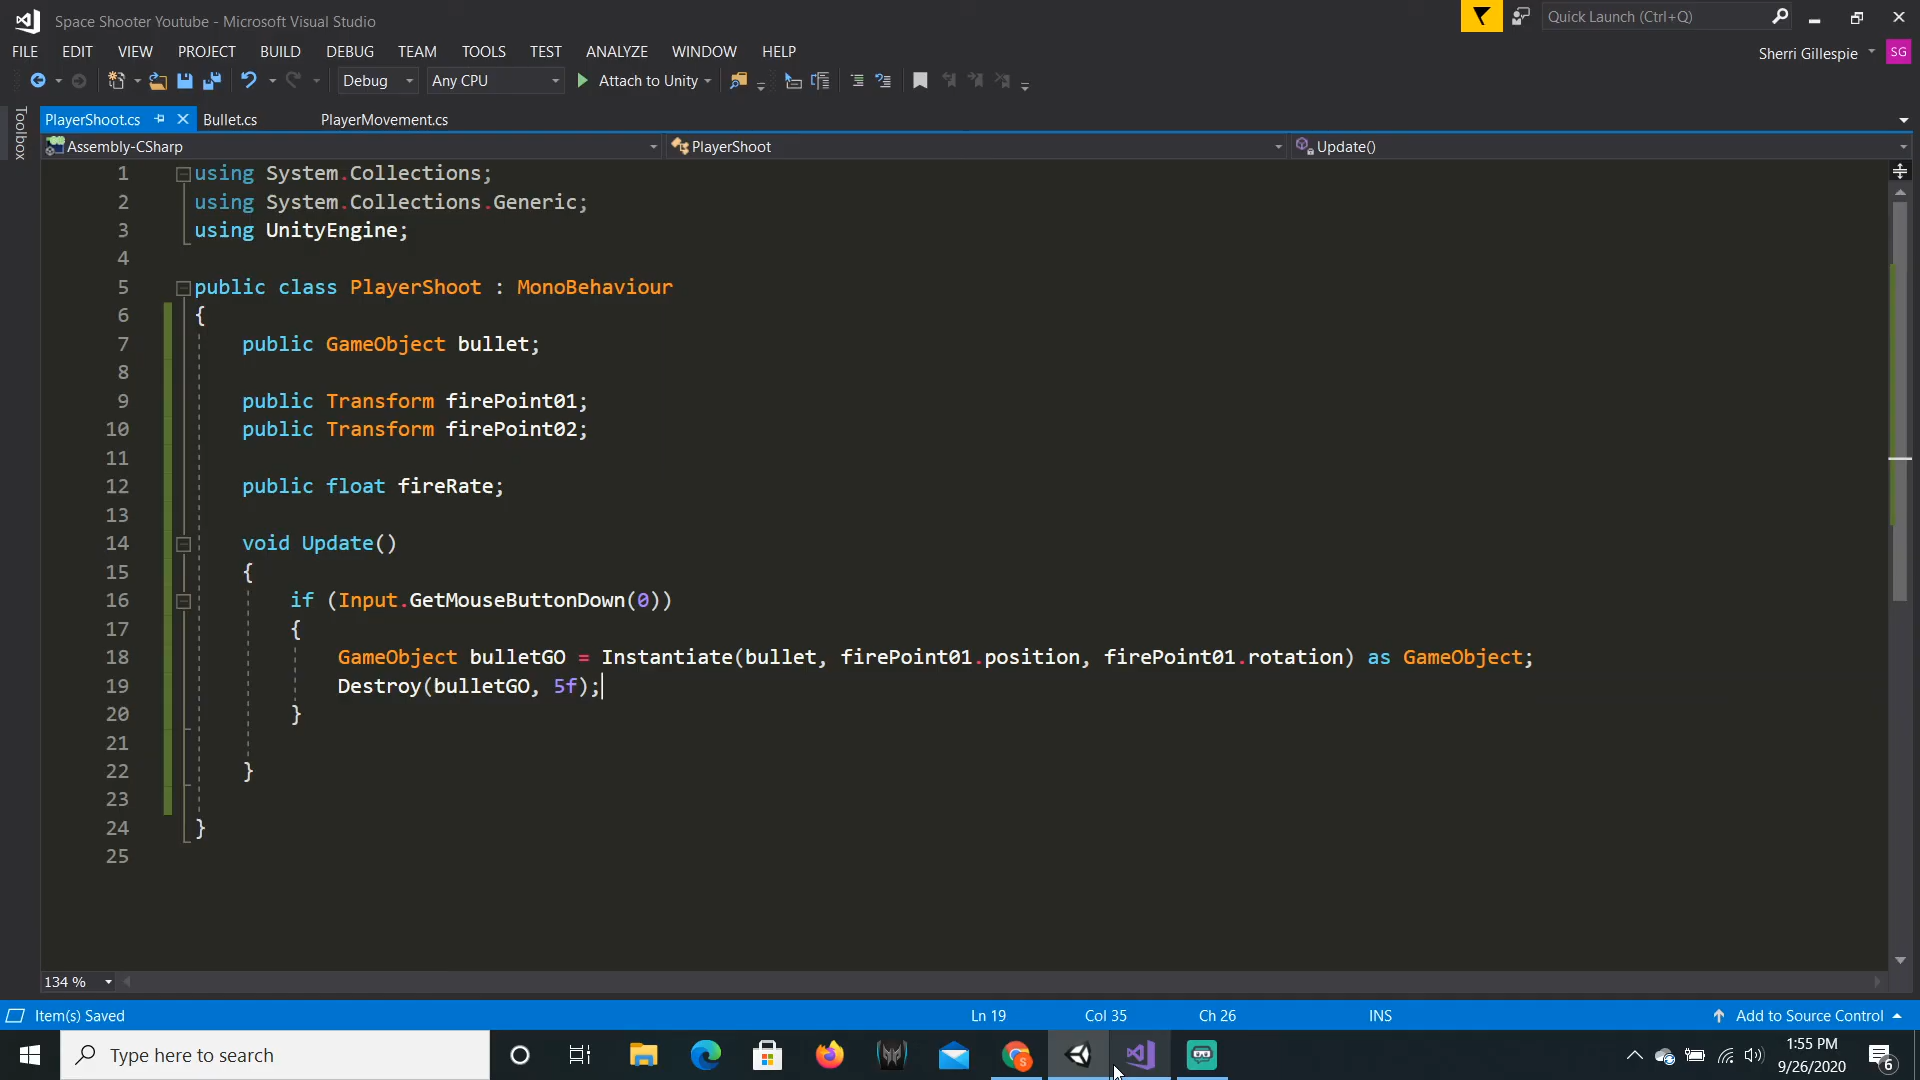 Space Shooter Youtube - Microsoft Visual Studio
Quick Launch (Ctrl+Q)
FILE EDIT VIEW PROJECT BUILD DEBUG TEAM TOOLS TEST ANALYZE WINDOW HELP
Sherri Gillespie SG
Debug Any CPU Attach to Unity
Toolbox
PlayerShoot.cs Bullet.cs PlayerMovement.cs
Assembly-CSharp PlayerShoot Update()
1 using System.Collections;
2 using System.Collections.Generic;
3 using UnityEngine;
4
5 public class PlayerShoot : MonoBehaviour
6 {
7 public GameObject bullet;
8
9 public Transform firePoint01;
10 public Transform firePoint02;
11
12 public float fireRate;
13
14 void Update()
15 {
16 if (Input.GetMouseButtonDown(0))
17 {
18 GameObject bulletGO = Instantiate(bullet, firePoint01.position, firePoint01.rotation) as GameObject;
19 Destroy(bulletGO, 5f);
20 }
21
22 }
23
24 }
25
134 %
Item(s) Saved Ln 19 Col 35 Ch 26 INS Add to Source Control
Type here to search
1:55 PM
9/26/2020
6